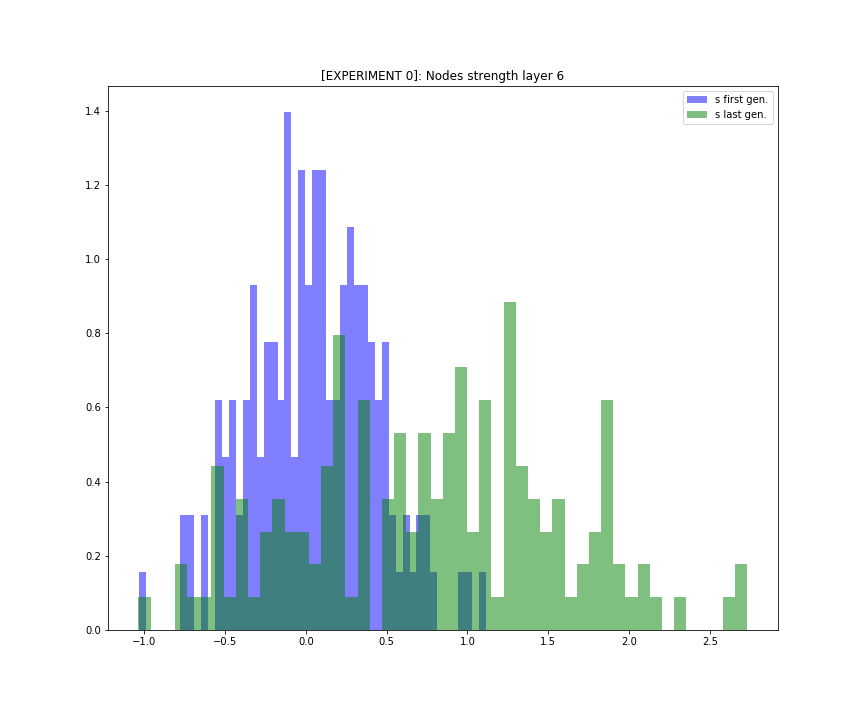 [EXPERIMENT 0]: Nodes strength layer 6
s first gen.
s last gen.
1.4
1.2
1.0
0.8
0.6
0.4
0.2
0.0
−1.0 −0.5 0.0 0.5 1.0 1.5 2.0 2.5